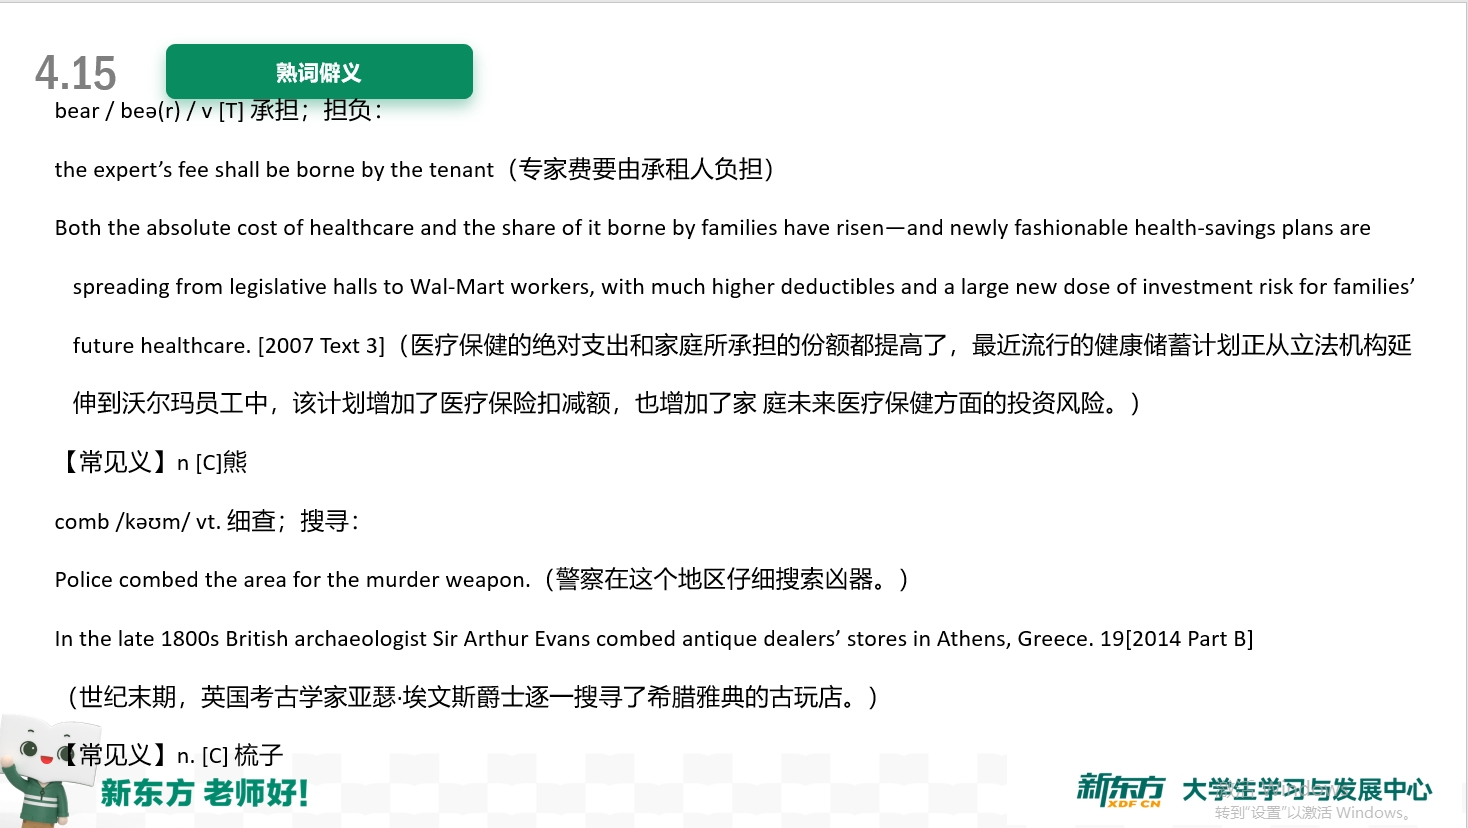 4.15
熟词僻义
bear / beə(r) / v [T] 承担；担负：
the expert’s fee shall be borne by the tenant（专家费要由承租人负担）
Both the absolute cost of healthcare and the share of it borne by families have risen—and newly fashionable health-savings plans are
spreading from legislative halls to Wal-Mart workers, with much higher deductibles and a large new dose of investment risk for families’
future healthcare. [2007 Text 3]（医疗保健的绝对支出和家庭所承担的份额都提高了，最近流行的健康储蓄计划正从立法机构延
伸到沃尔玛员工中，该计划增加了医疗保险扣减额，也增加了家 庭未来医疗保健方面的投资风险。）
【常见义】n [C]熊
comb /kəʊm/ vt. 细查；搜寻：
Police combed the area for the murder weapon.（警察在这个地区仔细搜索凶器。）
In the late 1800s British archaeologist Sir Arthur Evans combed antique dealers’ stores in Athens, Greece. 19[2014 Part B]
（世纪末期，英国考古学家亚瑟·埃文斯爵士逐一搜寻了希腊雅典的古玩店。）
【常见义】n. [C] 梳子
新东方 老师好!
新东方 XDF.CN 大学生学习与发展中心
激活 Windows
转到“设置”以激活 Windows。